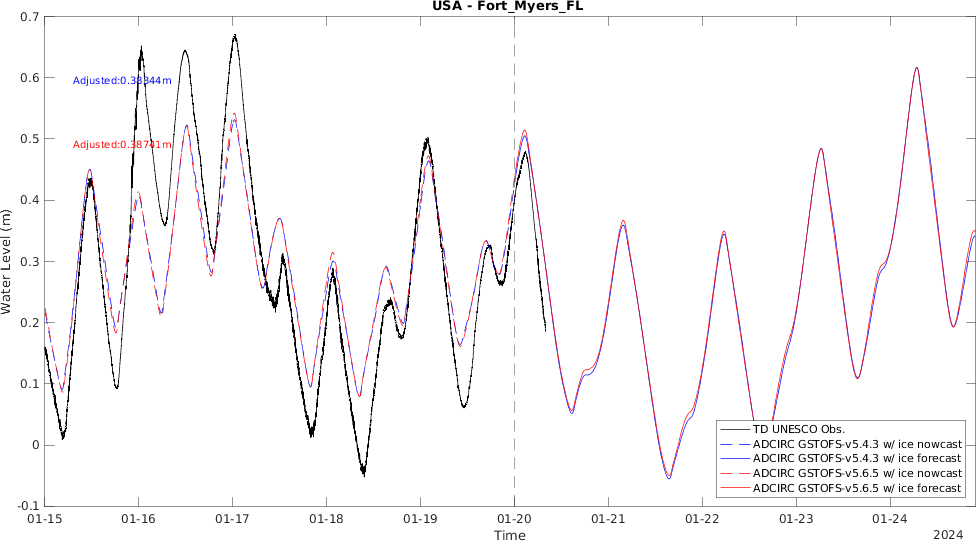 USA - Fort_Myers_FL
0.7
0.6
0.5
0.4
0.3
0.2
0.1
0
-0.1
Water Level (m)
Adjusted:0.38344m
Adjusted:0.38741m
TD UNESCO Obs.
ADCIRC GSTOFS-v5.4.3 w/ ice nowcast
ADCIRC GSTOFS-v5.4.3 w/ ice forecast
ADCIRC GSTOFS-v5.6.5 w/ ice nowcast
ADCIRC GSTOFS-v5.6.5 w/ ice forecast
01-15 01-16 01-17 01-18 01-19 01-20 01-21 01-22 01-23 01-24
Time
2024